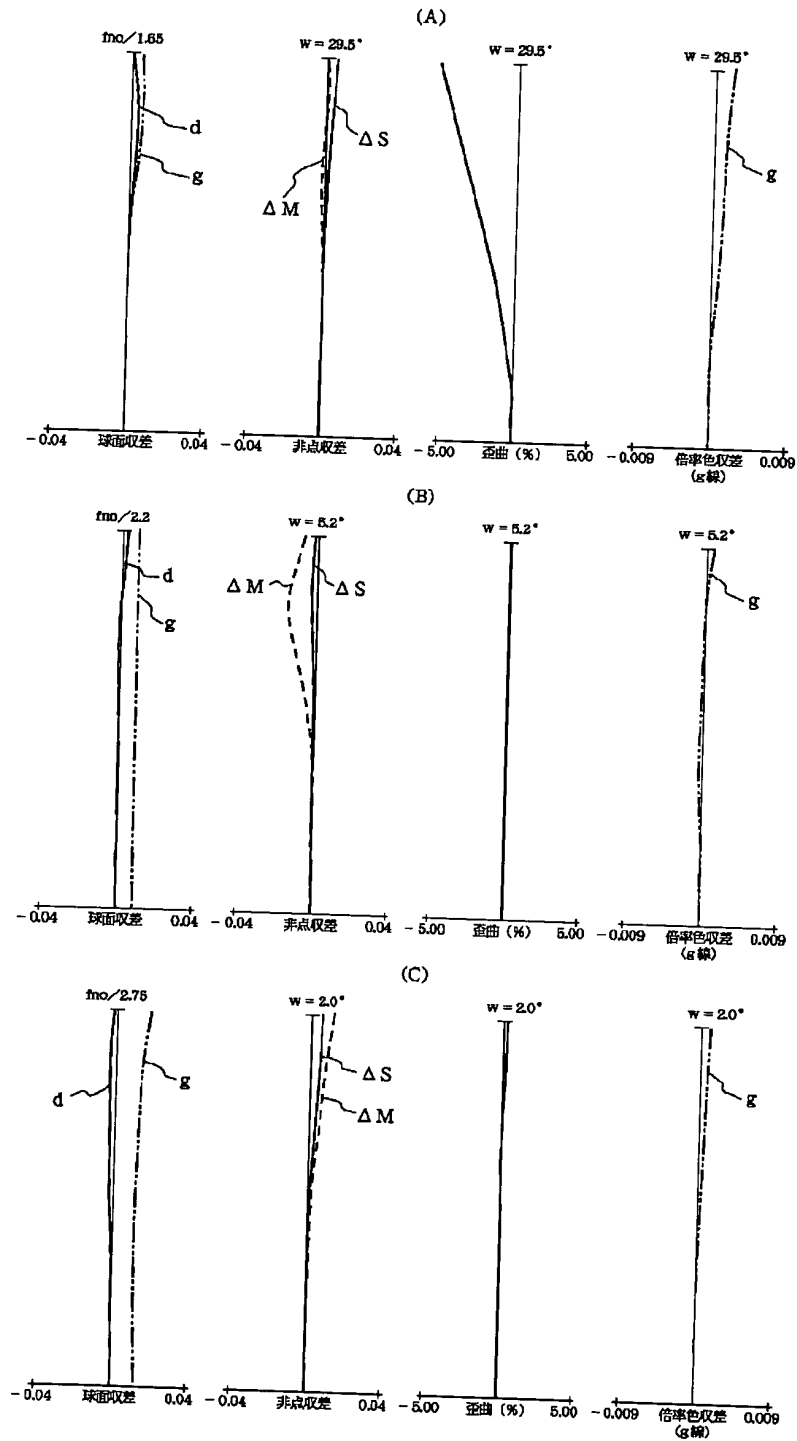 (A)
fno/1.65
w = 29.5°
w = 29.5°
w = 29.5°
d
g
ΔS
ΔM
g
-0.04
球面収差
0.04
-0.04
非点収差
0.04
-5.00
歪曲 (%)
5.00
-0.009
倍率色収差
(g線)
0.009
(B)
fno/2.2
w = 5.2°
w = 5.2°
w = 5.2°
d
g
ΔM
ΔS
g
-0.04
球面収差
0.04
-0.04
非点収差
0.04
-5.00
歪曲 (%)
5.00
-0.009
倍率色収差
(g線)
0.009
(C)
fno/2.75
w = 2.0°
w = 2.0°
w = 2.0°
d
g
ΔS
ΔM
g
-0.04
球面収差
0.04
-0.04
非点収差
0.04
-5.00
歪曲 (%)
5.00
-0.009
倍率色収差
(g線)
0.009